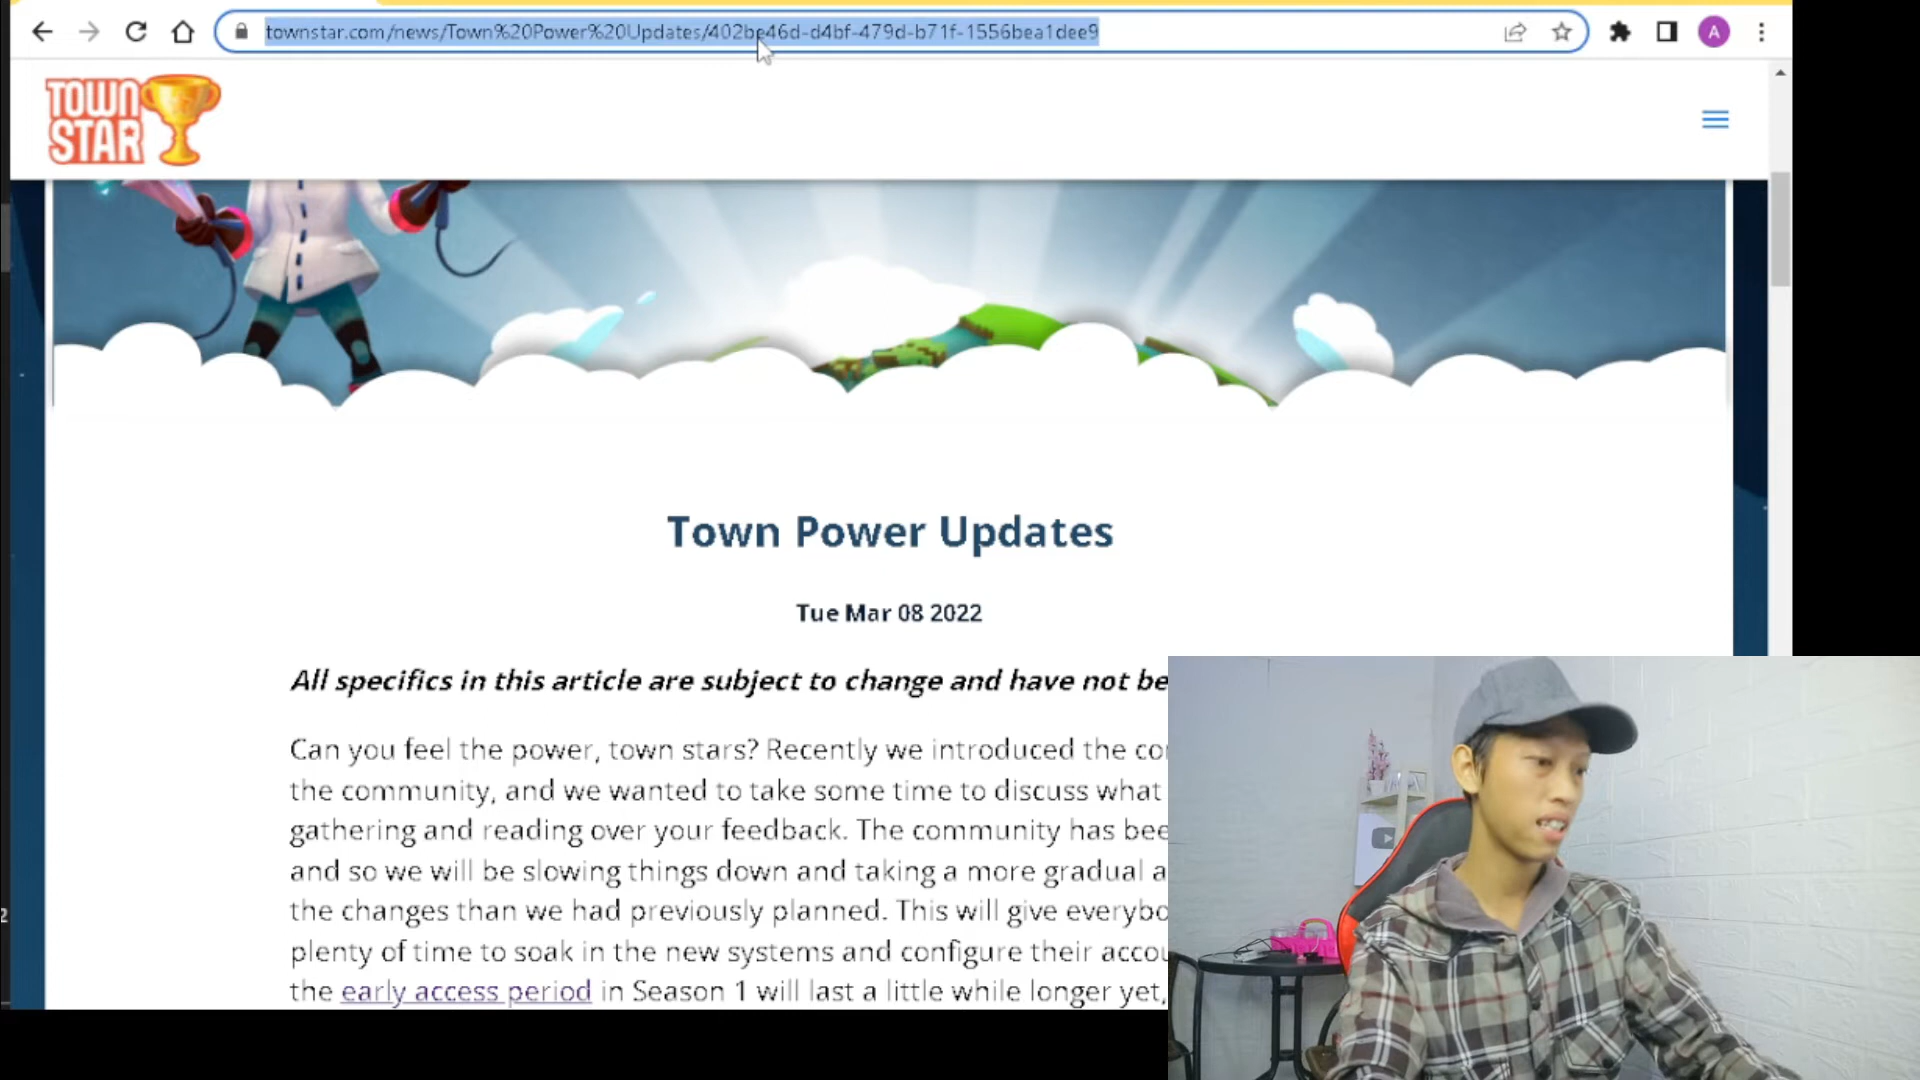 townstar.com/news/Town%20Power%20Updates/402be46d-d4bf-479d-b71f-1556bea1dee9
A
TOWN
STAR
Town Power Updates
Tue Mar 08 2022
All specifics in this article are subject to change and have not be
Can you feel the power, town stars? Recently we introduced the co
the community, and we wanted to take some time to discuss what
gathering and reading over your feedback. The community has bee
and so we will be slowing things down and taking a more gradual a
the changes than we had previously planned. This will give everybo
plenty of time to soak in the new systems and configure their accou
the early access period in Season 1 will last a little while longer yet,
2